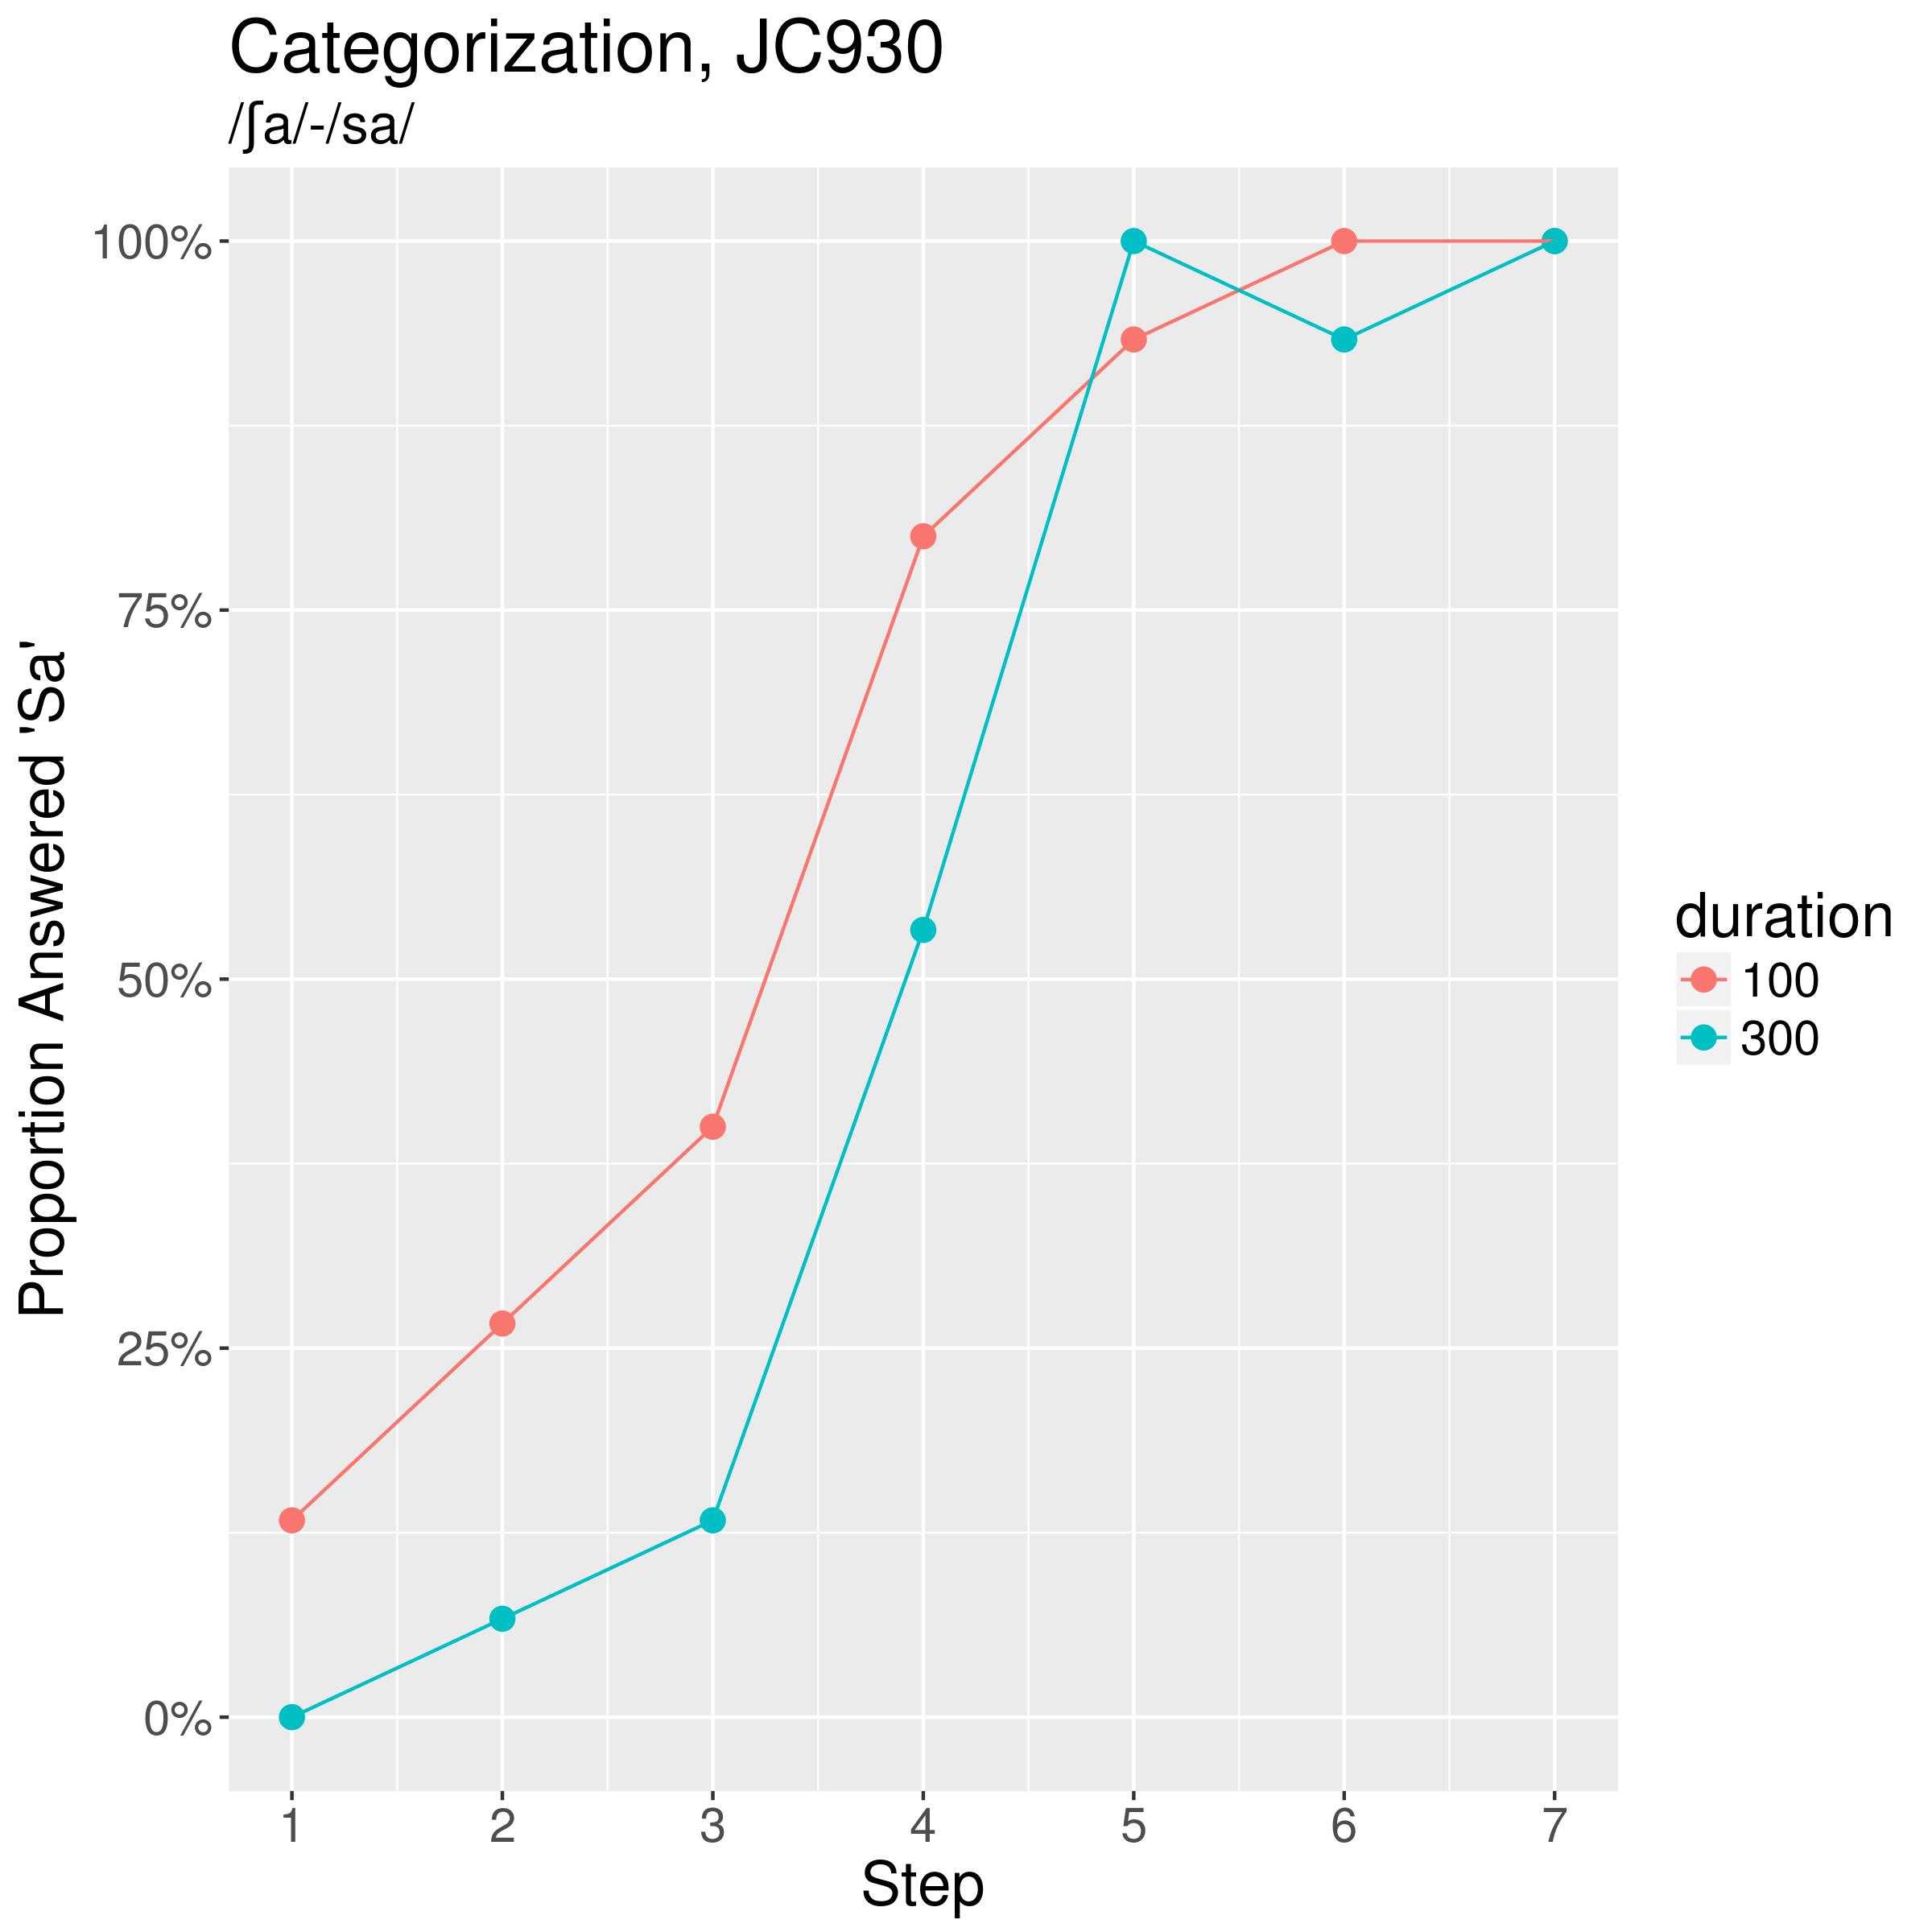 Categorization, JC930
/ʃa/-/sa/
Proportion Answered 'Sa'
100%
75%
50%
25%
0%
1 2 3 4 5 6 7
Step
duration
100
300